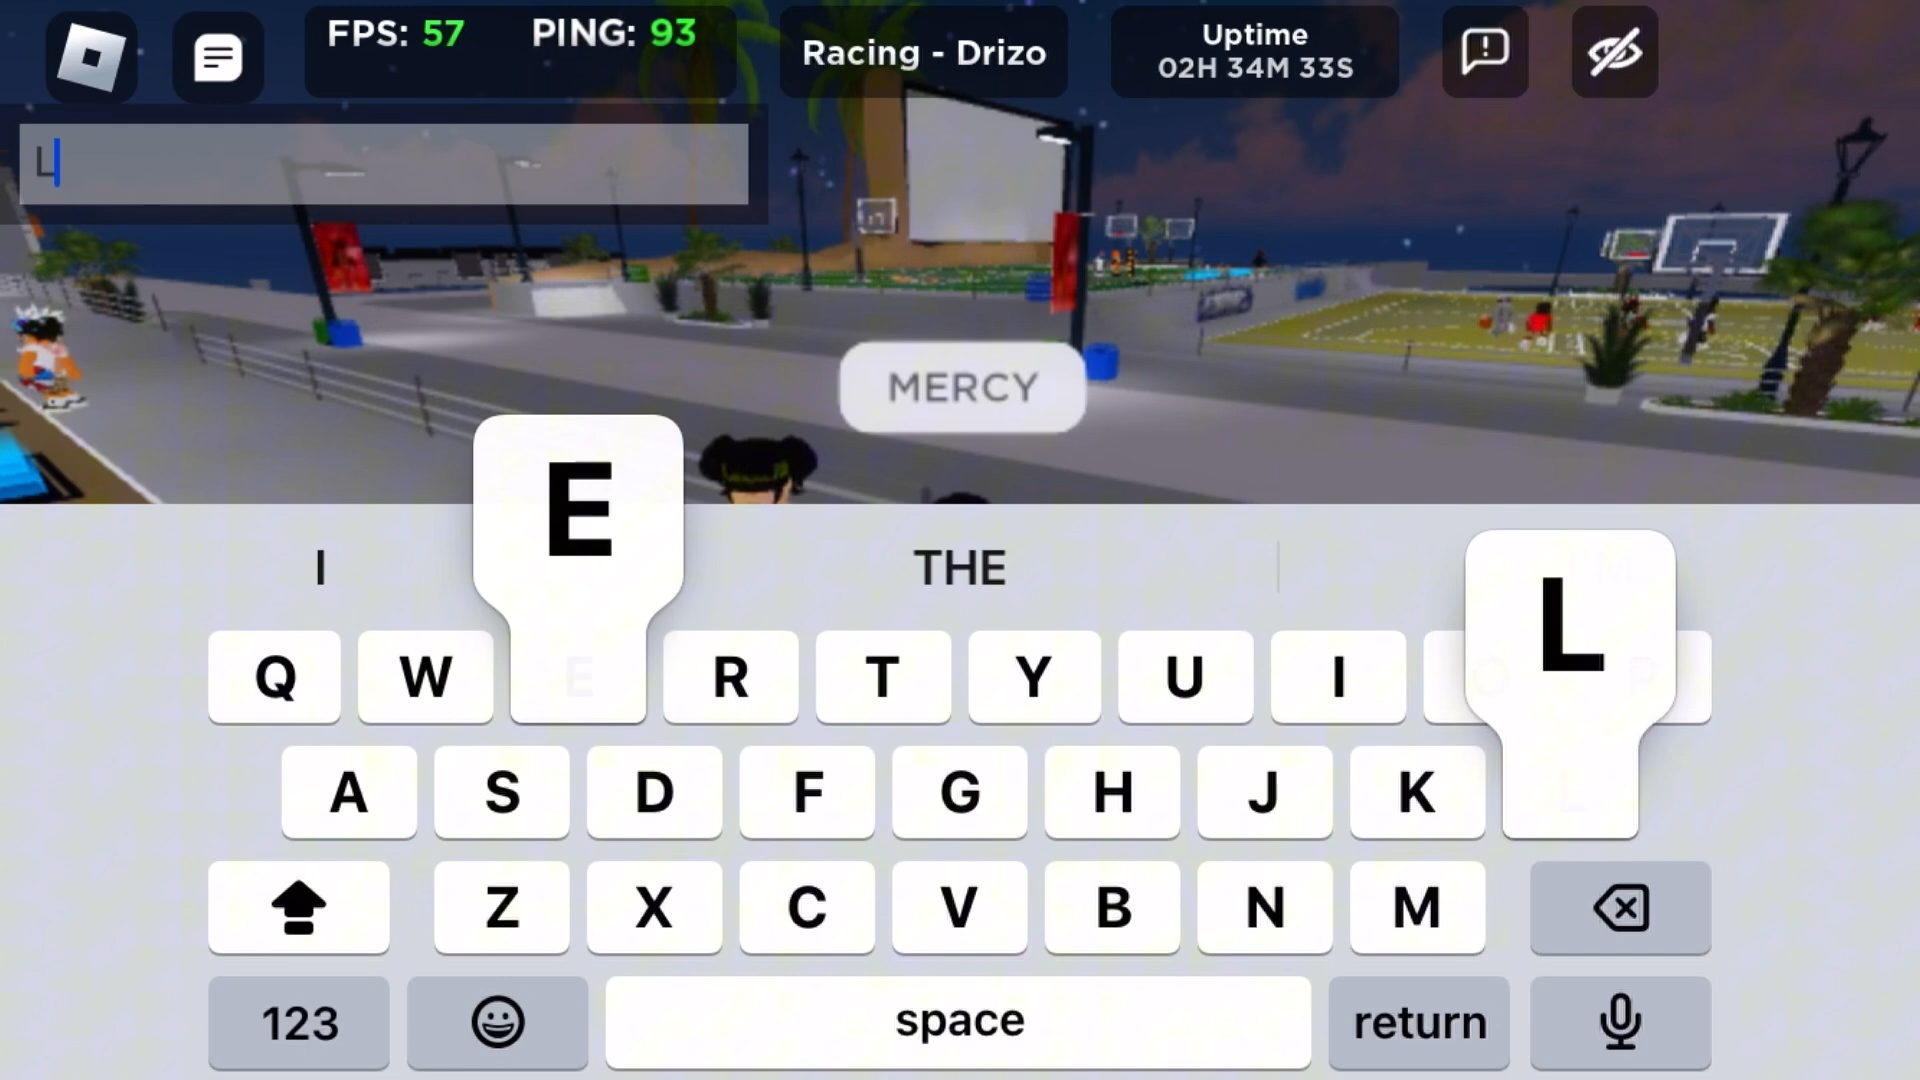 FPS: 57 PING: 93
Racing - Drizo
Uptime
02H 34M 33S
L
MERCY
I THE
E
L
Q W E R T Y U I O P
A S D F G H J K L
Z X C V B N M
123 space return